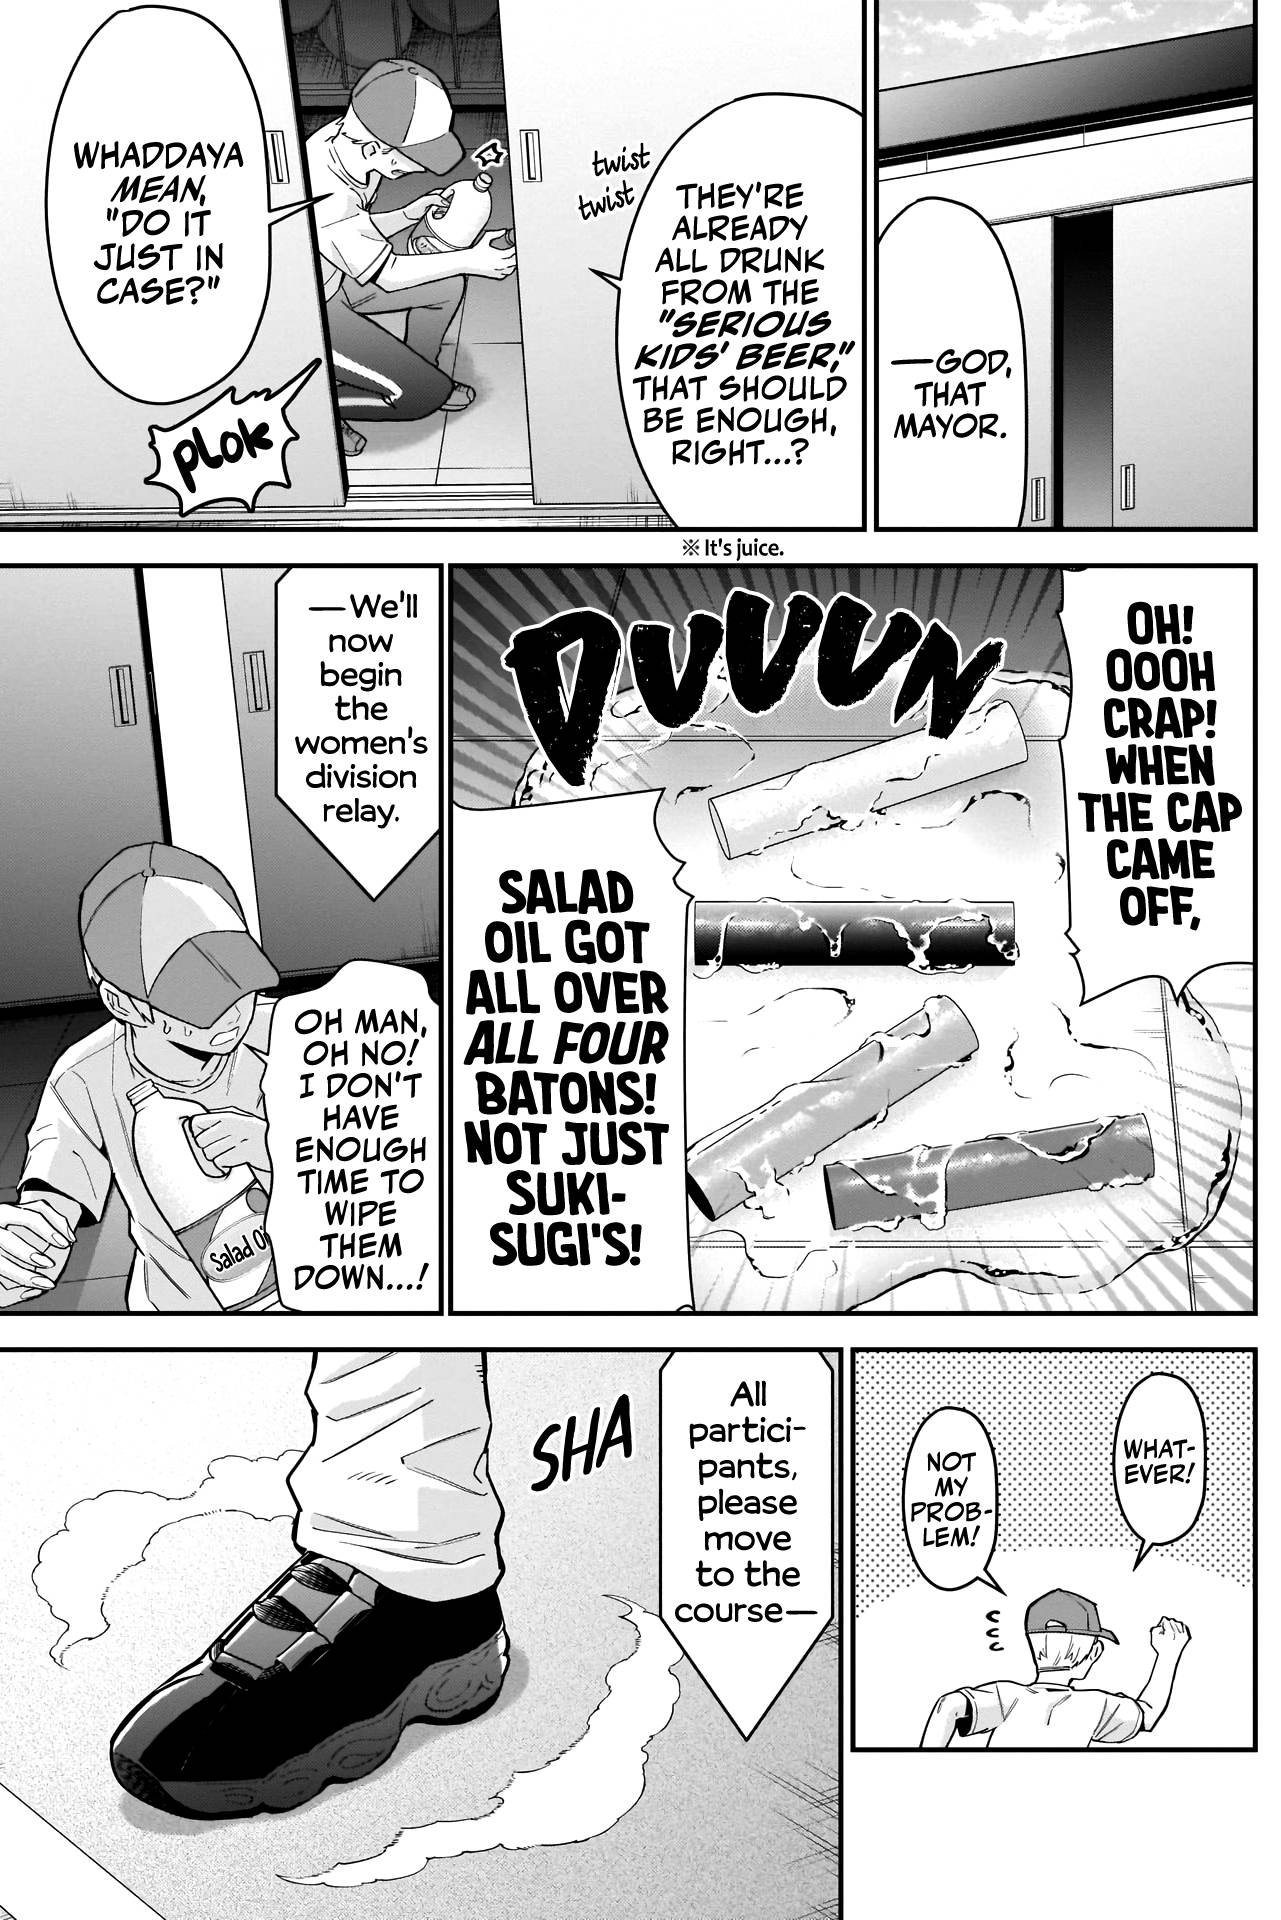 —GOD,
THAT
MAYOR.
THEY'RE
ALREADY
ALL DRUNK
FROM THE
"SERIOUS
KIDS' BEER,"
THAT SHOULD
BE ENOUGH,
RIGHT...?
twist
twist
WHADDAYA
MEAN,
"DO IT
JUST IN
CASE?"
PLOK
※ It's juice.
OH!
OOOH
CRAP!
WHEN
THE CAP
CAME
OFF,
DUUUN
SALAD
OIL GOT
ALL OVER
ALL FOUR
BATONS!
NOT JUST
SUKI-
SUGI'S!
—We'll
now
begin
the
women's
division
relay.
OH MAN,
OH NO!
I DON'T
HAVE
ENOUGH
TIME TO
WIPE
THEM
DOWN...!
Salad Oi
WHAT-
EVER!
NOT
MY
PROB-
LEM!
All
partici-
pants,
please
move
to the
course—
SHA